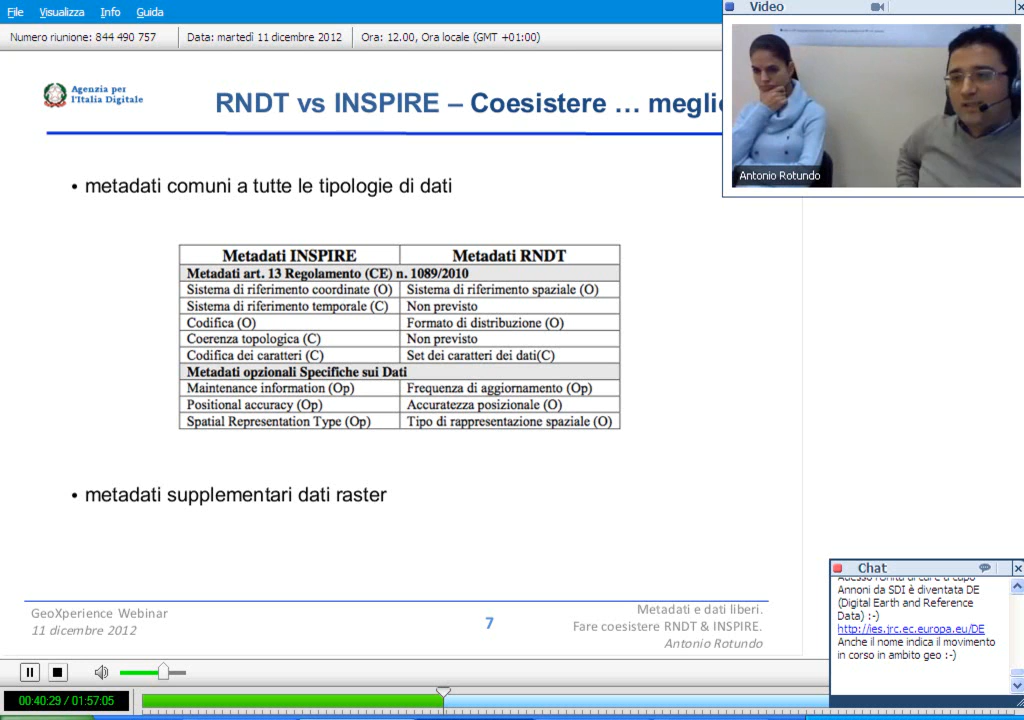 File Visualizza Info Guida
Numero riunione: 844 490 757
Data: martedì 11 dicembre 2012
Ora: 12.00, Ora locale (GMT +01:00)
Video
Antonio Rotundo
Agenzia per
l'Italia Digitale
RNDT vs INSPIRE – Coesistere … megli
• metadati comuni a tutte le tipologie di dati
Metadati INSPIRE Metadati RNDT
Metadati art. 13 Regolamento (CE) n. 1089/2010
Sistema di riferimento coordinate (O) Sistema di riferimento spaziale (O)
Sistema di riferimento temporale (C) Non previsto
Codifica (O) Formato di distribuzione (O)
Coerenza topologica (C) Non previsto
Codifica dei caratteri (C) Set dei caratteri dei dati(C)
Metadati opzionali Specifiche sui Dati
Maintenance information (Op) Frequenza di aggiornamento (Op)
Positional accuracy (Op) Accuratezza posizionale (O)
Spatial Representation Type (Op) Tipo di rappresentazione spaziale (O)
• metadati supplementari dati raster
GeoXperience Webinar
11 dicembre 2012
7
Metadati e dati liberi.
Fare coesistere RNDT & INSPIRE.
Antonio Rotundo
Chat
Annoni da SDI è diventata DE
(Digital Earth and Reference
Data) :-)
http://ies.jrc.ec.europa.eu/DE
Anche il nome indica il movimento
in corso in ambito geo :-)
00:40:29 / 01:57:05